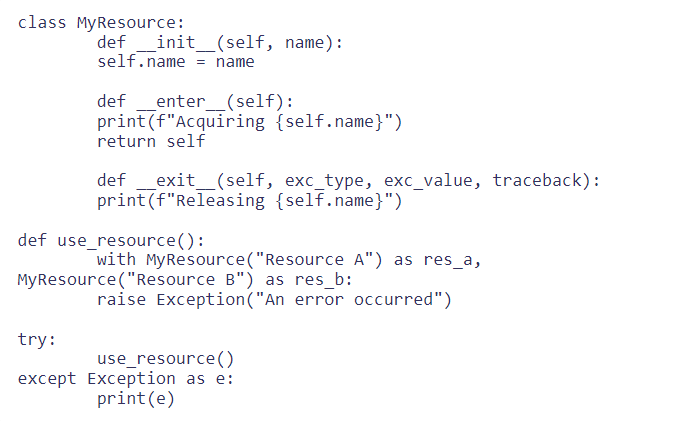 class MyResource:
        def __init__(self, name):
        self.name = name

        def __enter__(self):
        print(f"Acquiring {self.name}")
        return self

        def __exit__(self, exc_type, exc_value, traceback):
        print(f"Releasing {self.name}")

def use_resource():
        with MyResource("Resource A") as res_a,
MyResource("Resource B") as res_b:
        raise Exception("An error occurred")

try:
        use_resource()
except Exception as e:
        print(e)